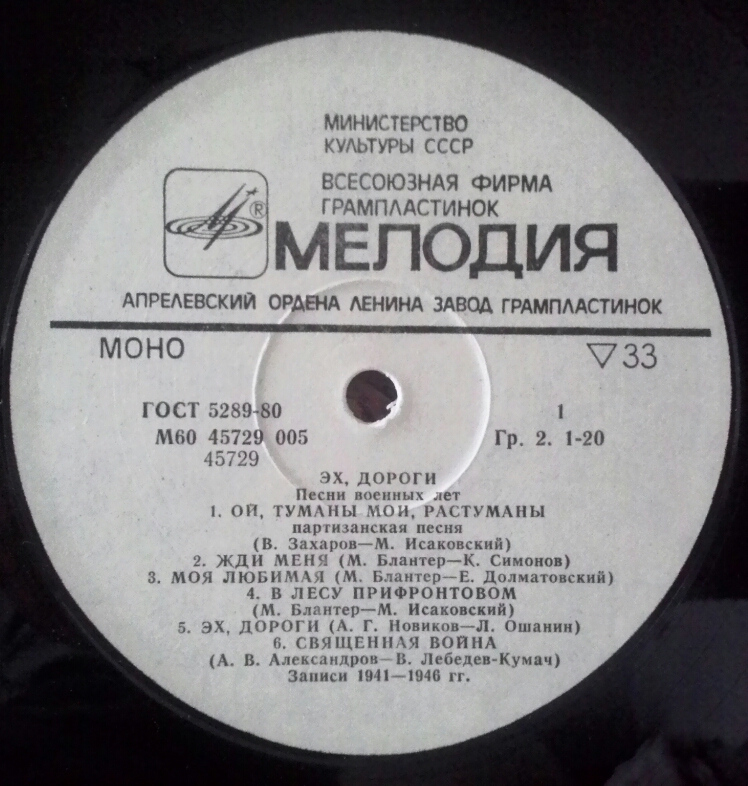 МИНИСТЕРСТВО
КУЛЬТУРЫ СССР
ВСЕСОЮЗНАЯ ФИРМА
ГРАМПЛАСТИНОК
®
МЕЛОДИЯ
АПРЕЛЕВСКИЙ ОРДЕНА ЛЕНИНА ЗАВОД ГРАМПЛАСТИНОК
МОНО ▽33
ГОСТ 5289-80 1
М60 45729 005 Гр. 2. 1-20
45729
ЭХ, ДОРОГИ
Песни военных лет
1. ОЙ, ТУМАНЫ МОИ, РАСТУМАНЫ
партизанская песня
(В. Захаров—М. Исаковский)
2. ЖДИ МЕНЯ (М. Блантер—К. Симонов)
3. МОЯ ЛЮБИМАЯ (М. Блантер—Е. Долматовский)
4. В ЛЕСУ ПРИФРОНТОВОМ
(М. Блантер—М. Исаковский)
5. ЭХ, ДОРОГИ (А. Г. Новиков—Л. Ошанин)
6. СВЯЩЕННАЯ ВОЙНА
(А. В. Александров—В. Лебедев-Кумач)
Записи 1941—1946 гг.